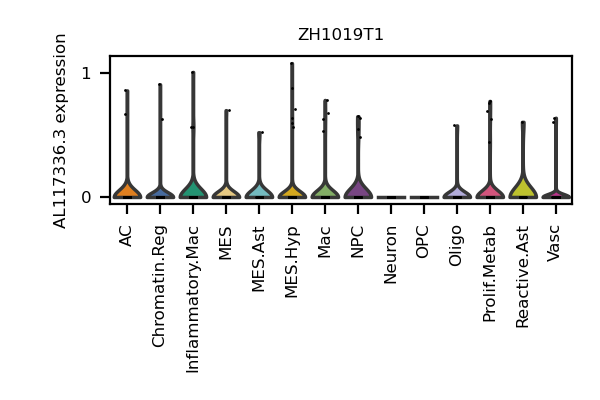 ZH1019T1
AL117336.3 expression
1
0
AC
Chromatin.Reg
Inflammatory.Mac
MES
MES.Ast
MES.Hyp
Mac
NPC
Neuron
OPC
Oligo
Prolif.Metab
Reactive.Ast
Vasc